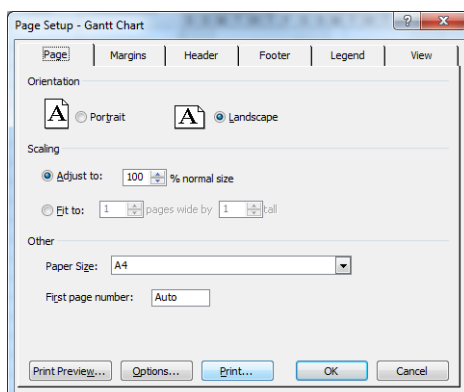 Page Setup - Gantt Chart
Page Margins Header Footer Legend View
Orientation
A Portrait A Landscape
Scaling
Adjust to: 100 % normal size
Fit to: 1 pages wide by 1 tall
Other
Paper Size: A4
First page number: Auto
Print Preview... Options... Print... OK Cancel